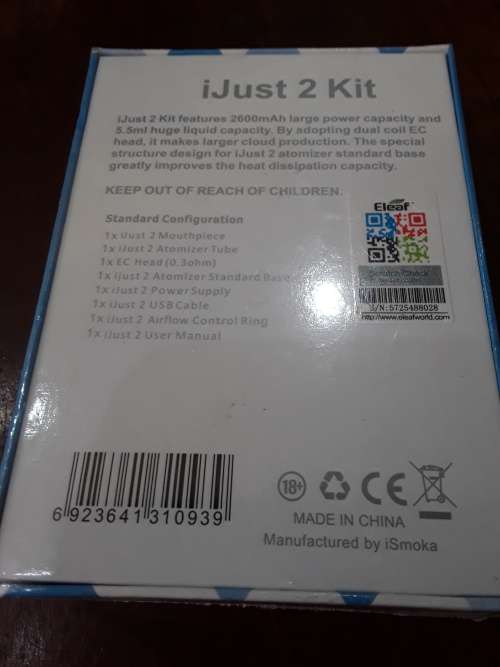 iJust 2 Kit
iJust 2 Kit features 2600mAh large power capacity and
5.5ml huge liquid capacity. By adopting dual coil EC
head, it makes larger cloud production. The special
structure design for iJust 2 atomizer standard base
greatly improves the heat dissipation capacity.
KEEP OUT OF REACH OF CHILDREN.
Standard Configuration
1x iJust 2 Mouthpiece
1x iJust 2 Atomizer Tube
1x EC Head (0.3ohm)
1x ijust 2 Atomizer Standard Base
1x iJust 2 Power Supply
1x iJust 2 USB Cable
1x iJust 2 Airflow Control Ring
1x iJust 2 User Manual
Eleaf
Scratch Check
S/N:5725488028
http://www.eleafworld.com
6 923641 310939
18+
CE
MADE IN CHINA
Manufactured by iSmoka